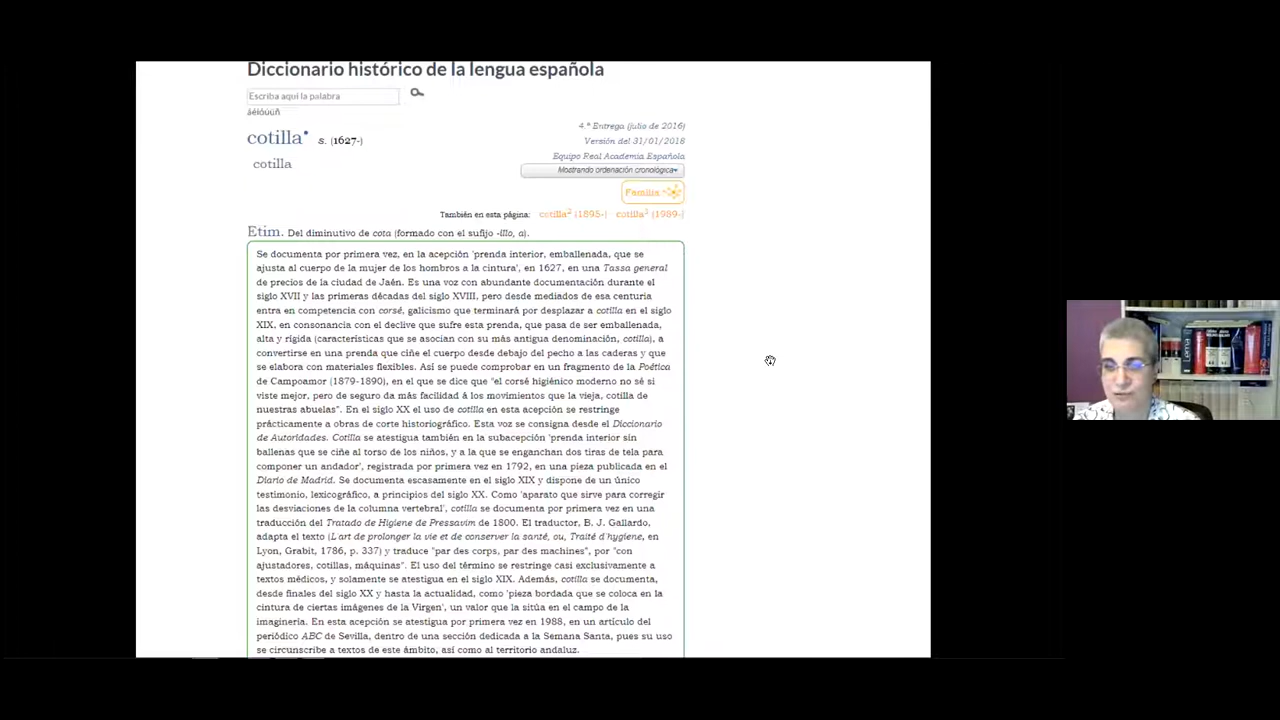 Diccionario histórico de la lengua española
Escriba aquí la palabra
áéíóúüñ
cotilla* s. (1627-)
cotilla
4.ª Entrega (julio de 2016)
Versión del 31/01/2018
Equipo Real Academia Española
Mostrando ordenación cronológica
Familia
También en esta página: cotilla² (1895-) cotilla³ (1989-)
Etim. Del diminutivo de cota (formado con el sufijo -illo, a).
Se documenta por primera vez, en la acepción 'prenda interior, emballenada, que se
ajusta al cuerpo de la mujer de los hombros a la cintura', en 1627, en una Tassa general
de precios de la ciudad de Jaén. Es una voz con abundante documentación durante el
siglo XVII y las primeras décadas del siglo XVIII, pero desde mediados de esa centuria
entra en competencia con corsé, galicismo que terminará por desplazar a cotilla en el siglo
XIX, en consonancia con el declive que sufre esta prenda, que pasa de ser emballenada,
alta y rígida (características que se asocian con su más antigua denominación, cotilla), a
convertirse en una prenda que ciñe el cuerpo desde debajo del pecho a las caderas y que
se elabora con materiales flexibles. Así se puede comprobar en un fragmento de la Poética
de Campoamor (1879-1890), en el que se dice que "el corsé higiénico moderno no sé si
viste mejor, pero de seguro da más facilidad á los movimientos que la vieja, cotilla de
nuestras abuelas". En el siglo XX el uso de cotilla en esta acepción se restringe
prácticamente a obras de corte historiográfico. Esta voz se consigna desde el Diccionario
de Autoridades. Cotilla se atestigua también en la subacepción 'prenda interior sin
ballenas que se ciñe al torso de los niños, y a la que se enganchan dos tiras de tela para
componer un andador', registrada por primera vez en 1792, en una pieza publicada en el
Diario de Madrid. Se documenta escasamente en el siglo XIX y dispone de un único
testimonio, lexicográfico, a principios del siglo XX. Como 'aparato que sirve para corregir
las desviaciones de la columna vertebral', cotilla se documenta por primera vez en una
traducción del Tratado de Higiene de Pressavin de 1800. El traductor, B. J. Gallardo,
adapta el texto (L'art de prolonger la vie et de conserver la santé, ou, Traité d'hygiene, en
Lyon, Grabit, 1786, p. 337) y traduce "par des corps, par des machines", por "con
ajustadores, cotillas, máquinas". El uso del término se restringe casi exclusivamente a
textos médicos, y solamente se atestigua en el siglo XIX. Además, cotilla se documenta,
desde finales del siglo XX y hasta la actualidad, como 'pieza bordada que se coloca en la
cintura de ciertas imágenes de la Virgen', un valor que la sitúa en el campo de la
imaginería. En esta acepción se atestigua por primera vez en 1988, en un artículo del
periódico ABC de Sevilla, dentro de una sección dedicada a la Semana Santa, pues su uso
se circunscribe a textos de este ámbito, así como al territorio andaluz.